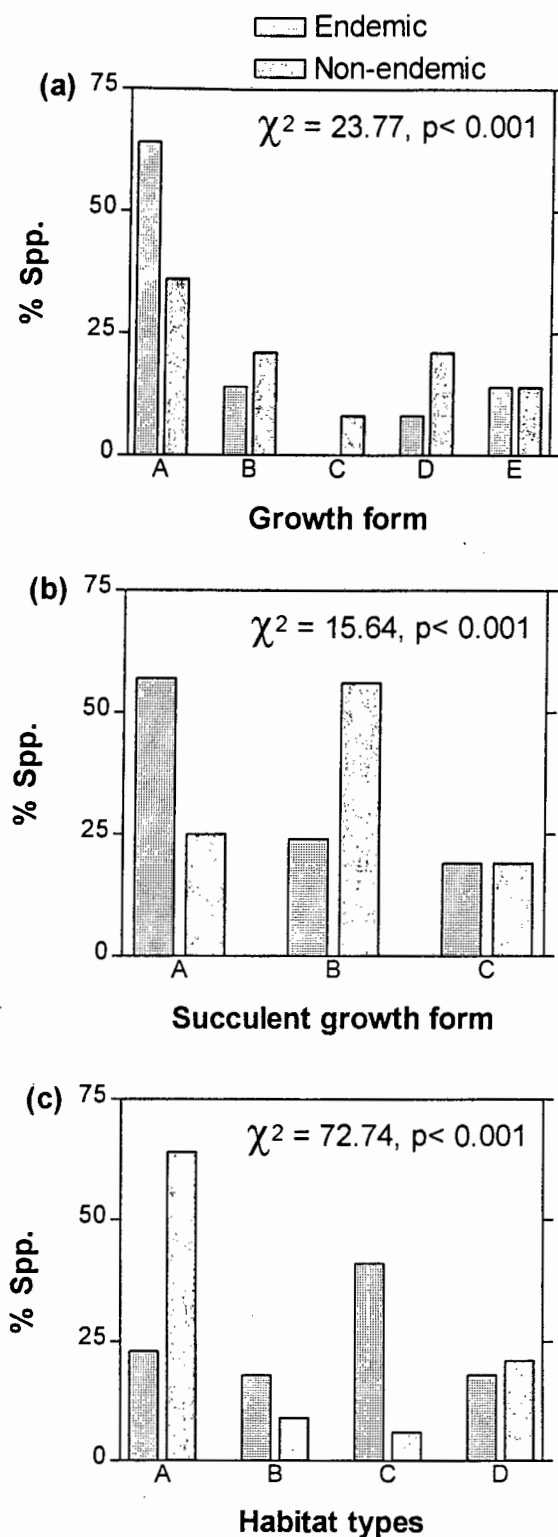 Endemic
Non-endemic
(a)
75
χ² = 23.77, p< 0.001
50
% Spp.
25
0
A B C D E
Growth form
(b)
75
χ² = 15.64, p< 0.001
50
% Spp.
25
0
A B C
Succulent growth form
(c)
75
χ² = 72.74, p< 0.001
50
% Spp.
25
0
A B C D
Habitat types